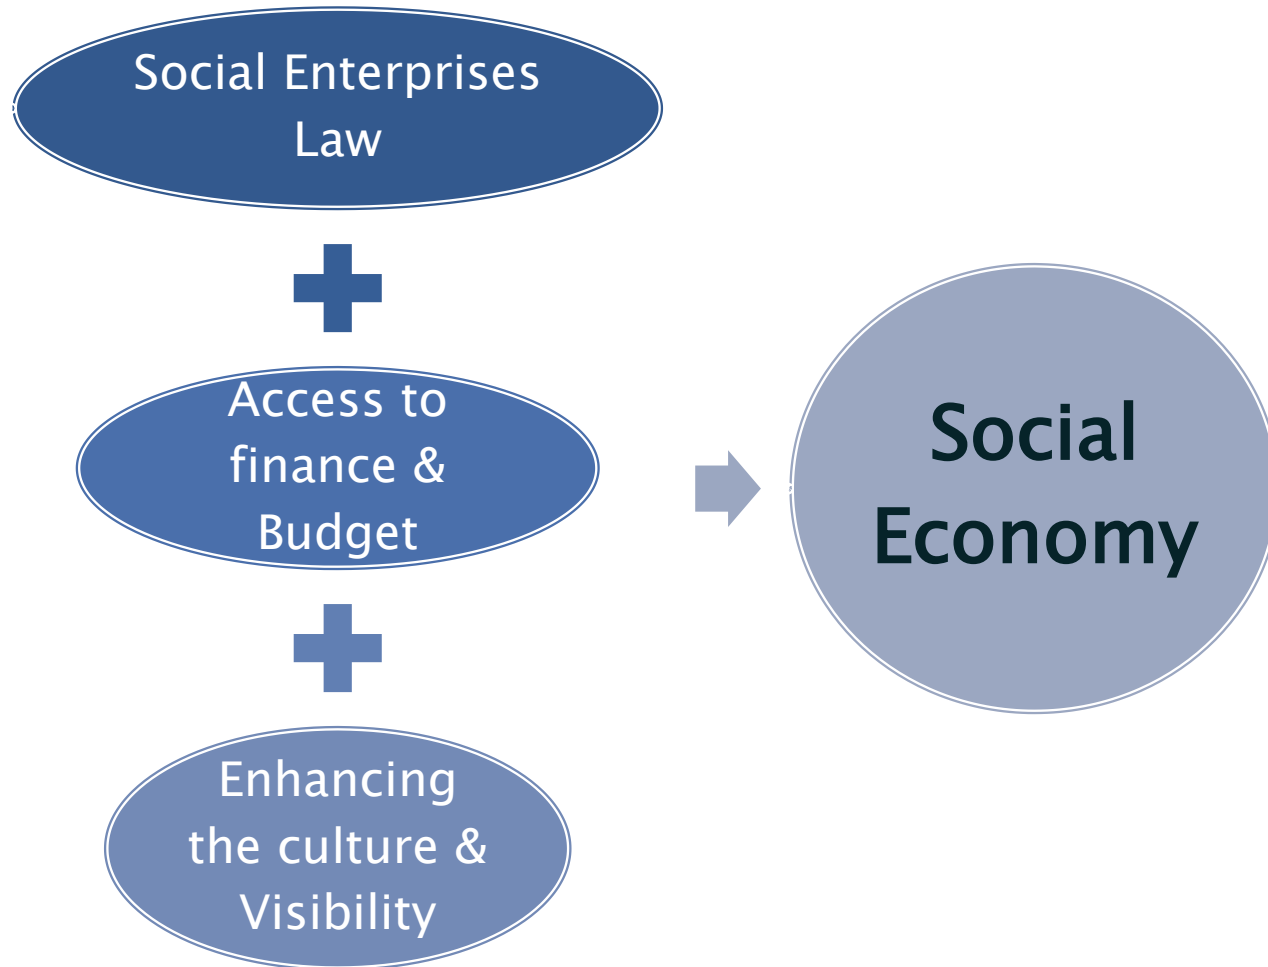 Social Enterprises
Law
Access to
finance &
Budget
Enhancing
the culture &
Visibility
Social
Economy